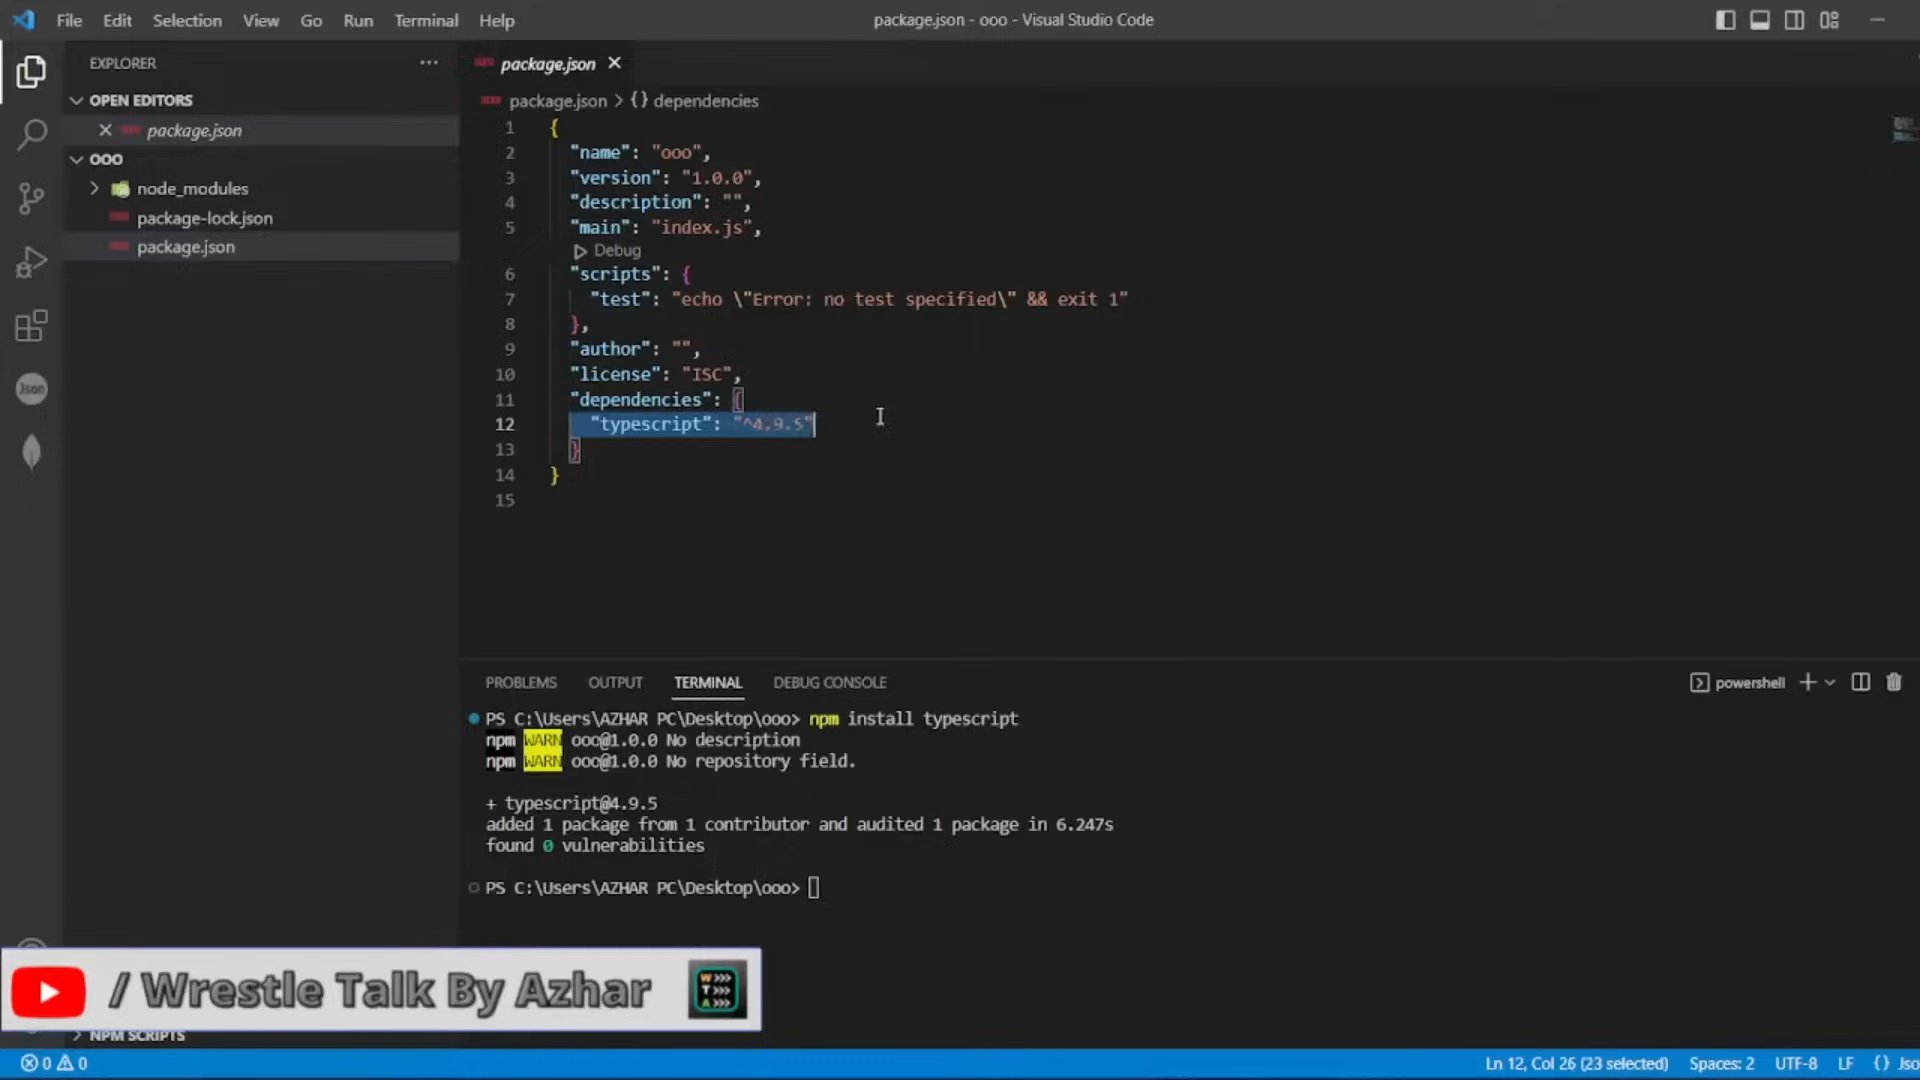 File Edit Selection View Go Run Terminal Help
package.json - ooo - Visual Studio Code
EXPLORER
OPEN EDITORS
package.json
OOO
node_modules
package-lock.json
package.json
NPM SCRIPTS
package.json
package.json > {} dependencies
1 {
2 "name": "ooo",
3 "version": "1.0.0",
4 "description": "",
5 "main": "index.js",
Debug
6 "scripts": {
7 "test": "echo \"Error: no test specified\" && exit 1"
8 },
9 "author": "",
10 "license": "ISC",
11 "dependencies": {
12 "typescript": "^4.9.5"
13 }
14 }
15
PROBLEMS OUTPUT TERMINAL DEBUG CONSOLE
powershell
PS C:\Users\AZHAR PC\Desktop\ooo> npm install typescript
npm WARN ooo@1.0.0 No description
npm WARN ooo@1.0.0 No repository field.
+ typescript@4.9.5
added 1 package from 1 contributor and audited 1 package in 6.247s
found 0 vulnerabilities
PS C:\Users\AZHAR PC\Desktop\ooo>
/ Wrestle Talk By Azhar
W>>>
T>>>
A>>>
Json
0 0
Ln 12, Col 26 (23 selected) Spaces: 2 UTF-8 LF {} Jso